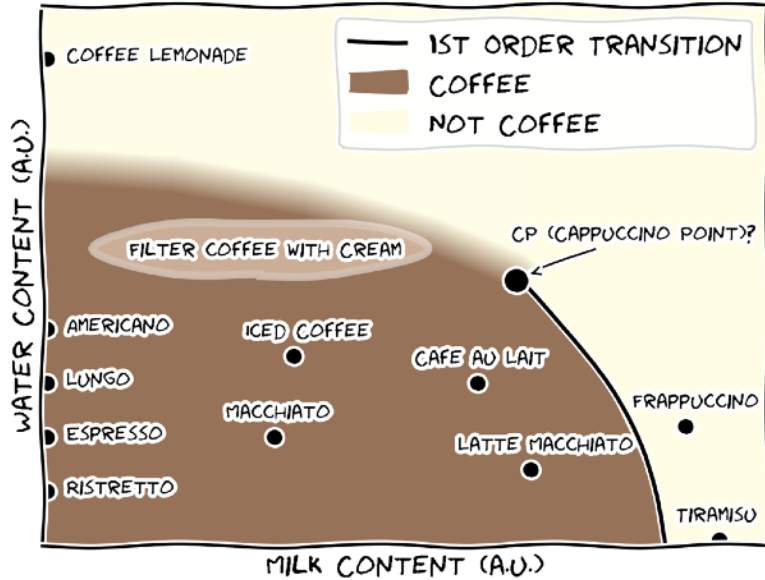 1ST ORDER TRANSITION
COFFEE
NOT COFFEE
COFFEE LEMONADE
CP (CAPPUCCINO POINT)?
FILTER COFFEE WITH CREAM
AMERICANO
ICED COFFEE
CAFE AU LAIT
LUNGO
FRAPPUCCINO
MACCHIATO
ESPRESSO
LATTE MACCHIATO
RISTRETTO
TIRAMISU
WATER CONTENT (A.U.)
MILK CONTENT (A.U.)